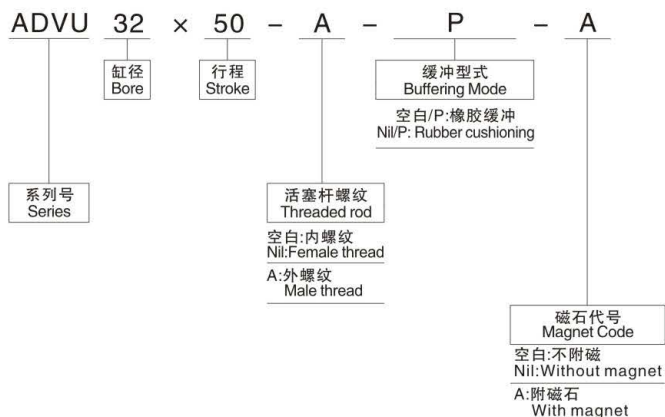 ADVU 32 × 50 - A - P - A
缸径
Bore
行程
Stroke
缓冲型式
Buffering Mode
空白/P:橡胶缓冲
Nil/P: Rubber cushioning
系列号
Series
活塞杆螺纹
Threaded rod
空白:内螺纹
Nil:Female thread
A:外螺纹
Male thread
磁石代号
Magnet Code
空白:不附磁
Nil:Without magnet
A:附磁石
With magnet